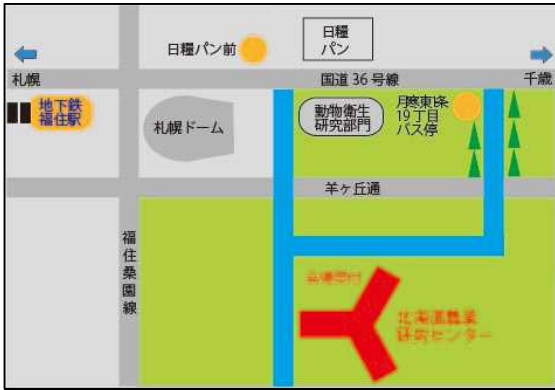 日糧
パン
日糧パン前
札幌
国道36号線
千歳
地下鉄
福住駅
札幌ドーム
動物衛生
研究部門
月寒東1条
19丁目
バス停
羊ヶ丘通
福住桑園線
北海道農業
研究センター